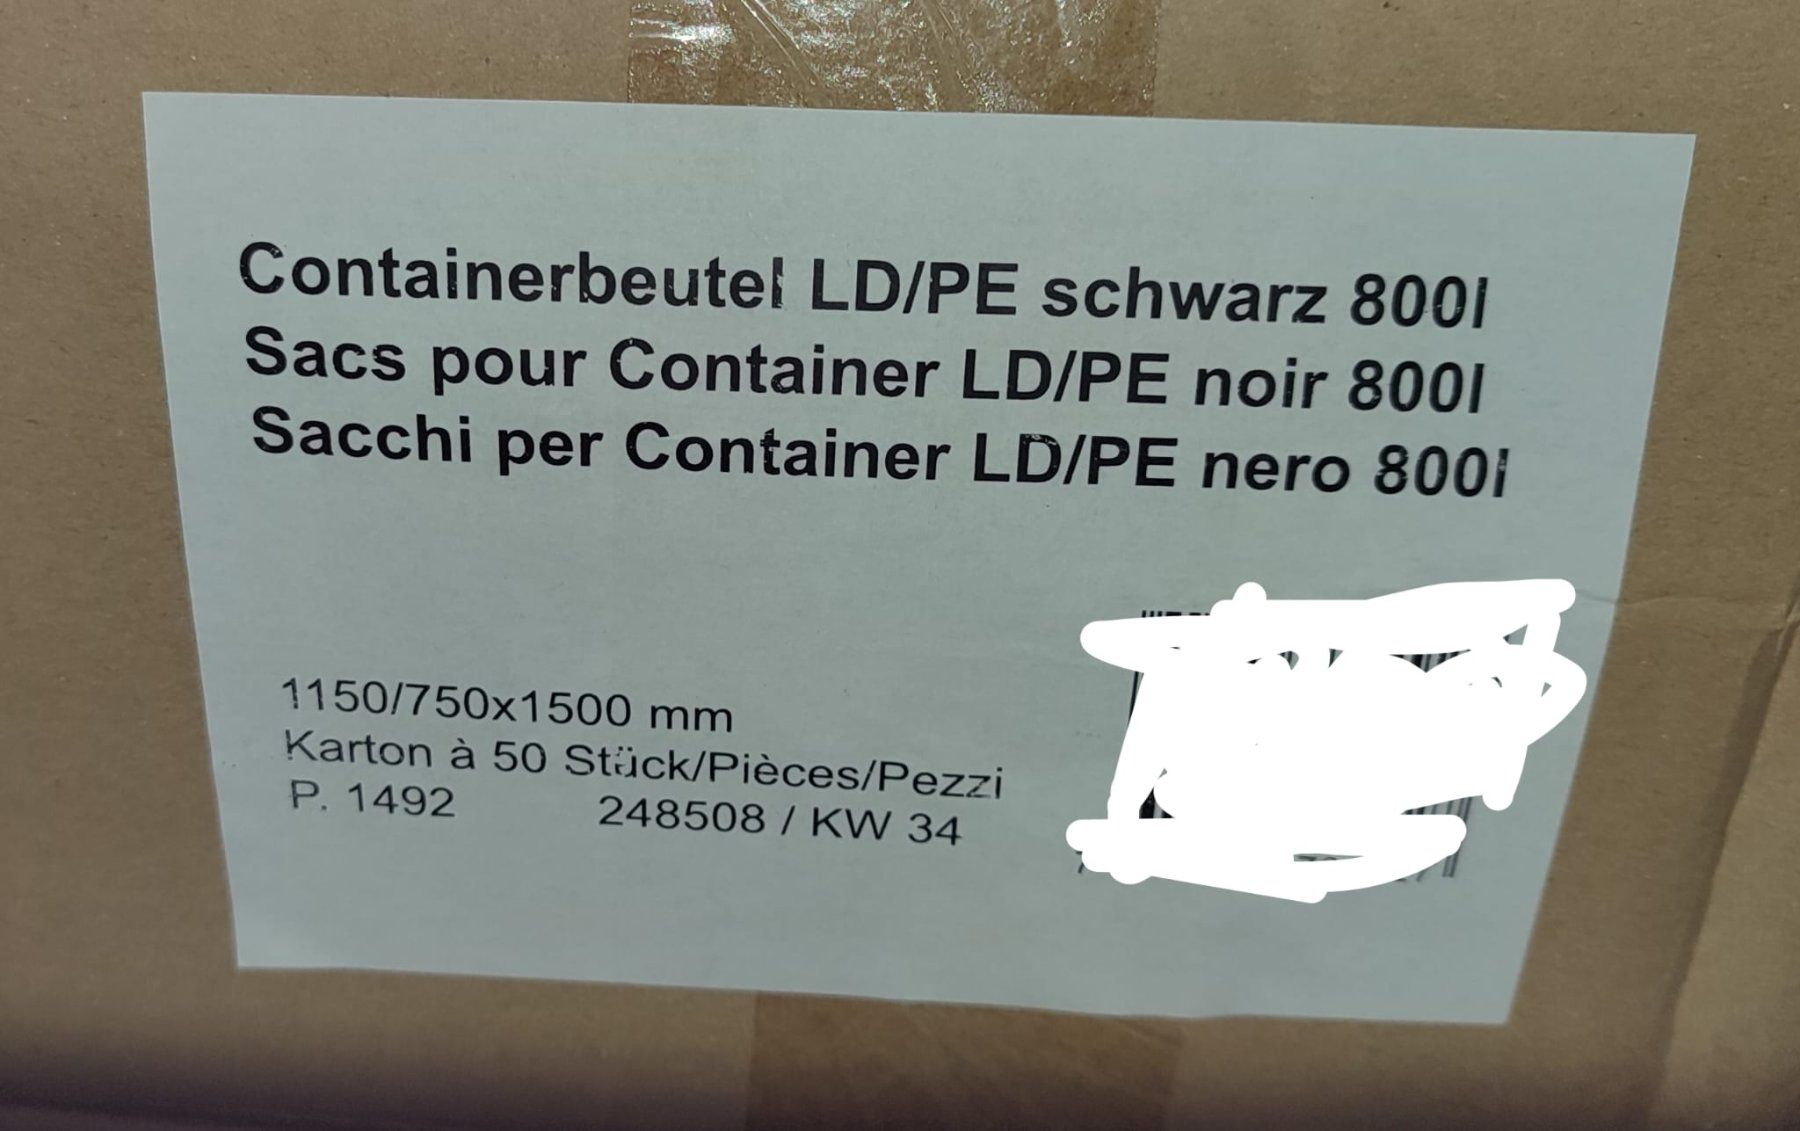 Containerbeutel LD/PE schwarz 800l
Sacs pour Container LD/PE noir 800l
Sacchi per Container LD/PE nero 800l
1150/750x1500 mm
Karton à 50 Stück/Pièces/Pezzi
P. 1492 248508 / KW 34